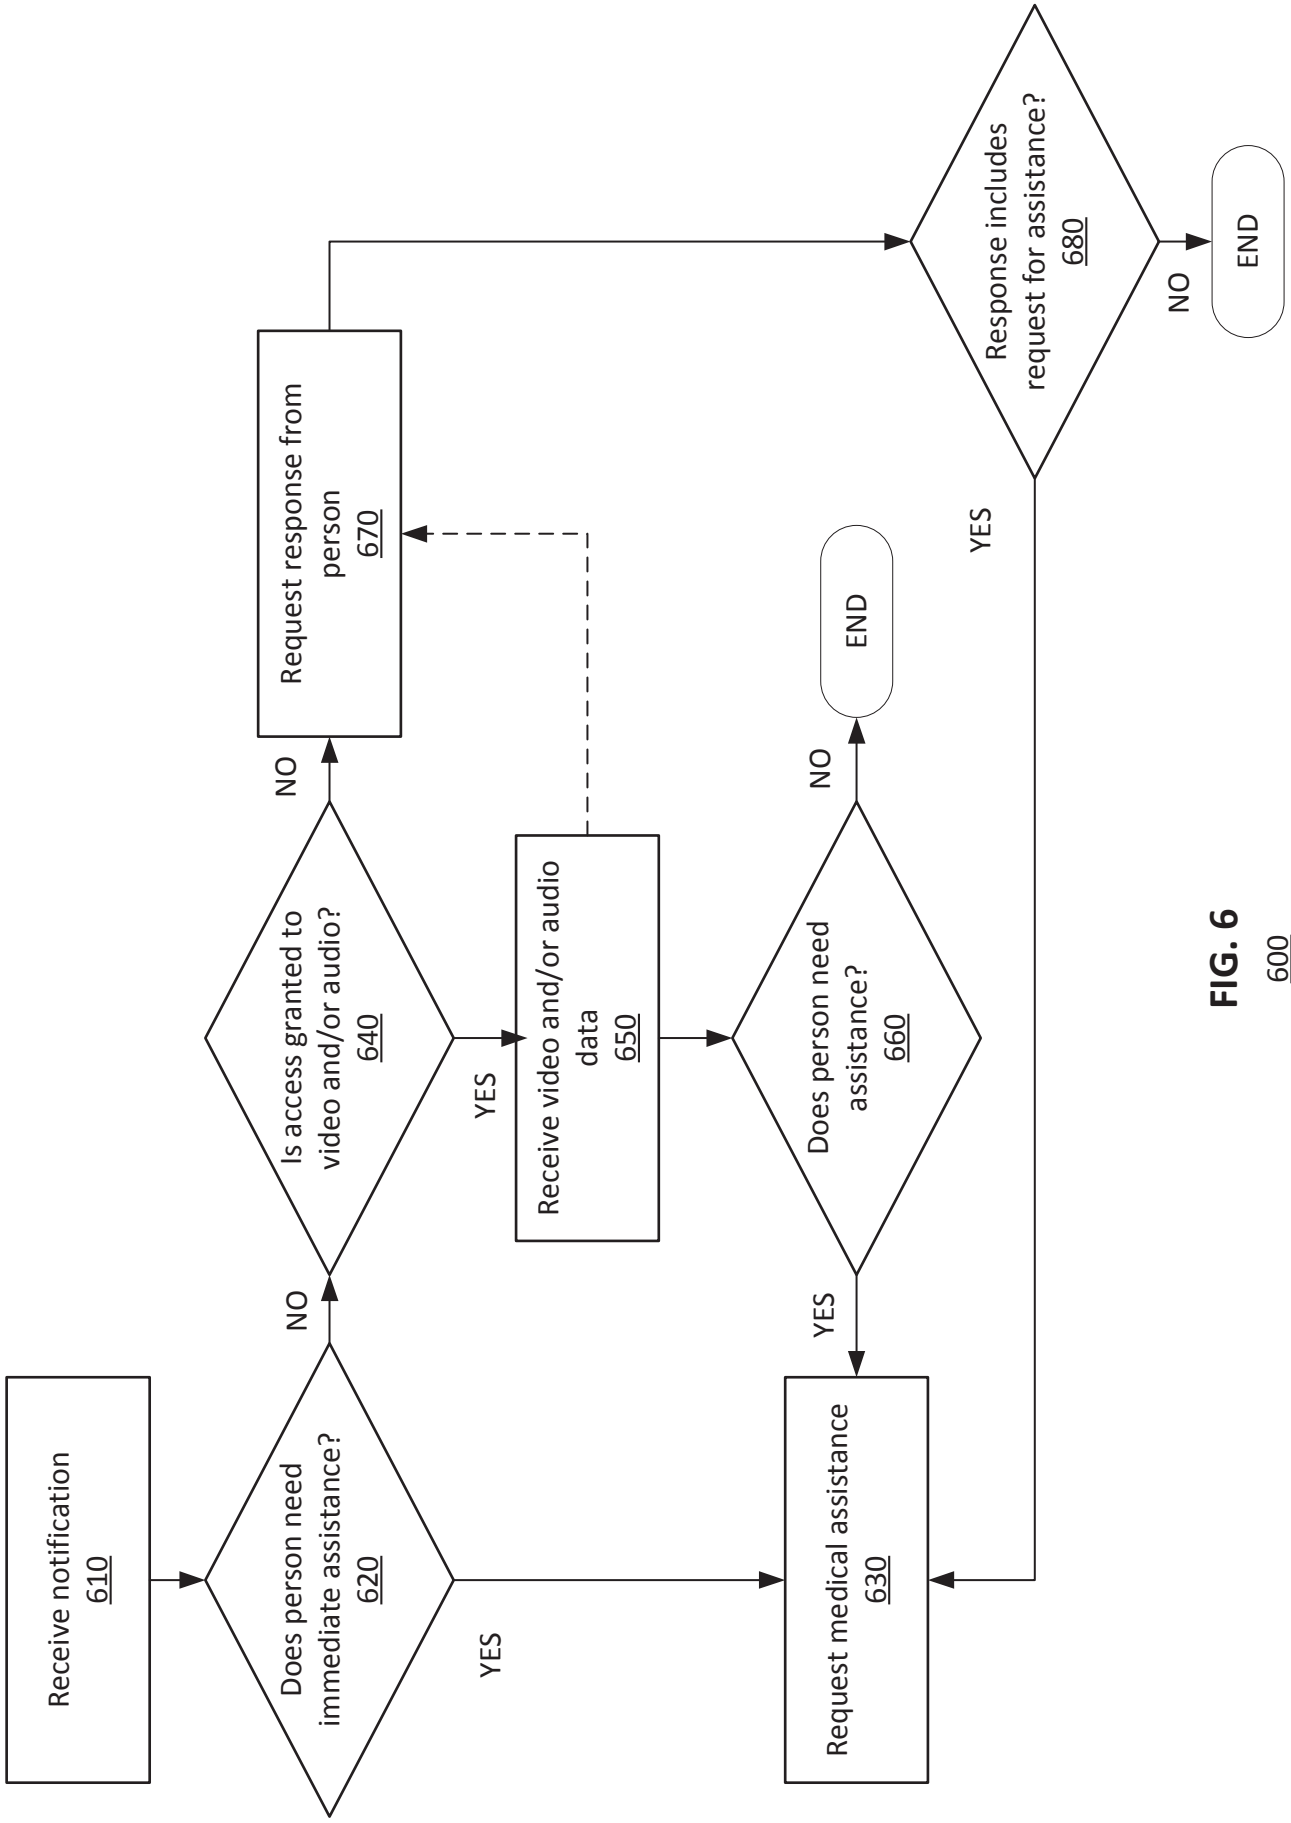 Receive notification
610
Does person need
immediate assistance?
620
NO
YES
Is access granted to
video and/or audio?
640
NO
YES
Request response from
person
670
Receive video and/or audio
data
650
Does person need
assistance?
660
YES
NO
END
Request medical assistance
630
Response includes
request for assistance?
680
YES
NO
END
FIG. 6
600